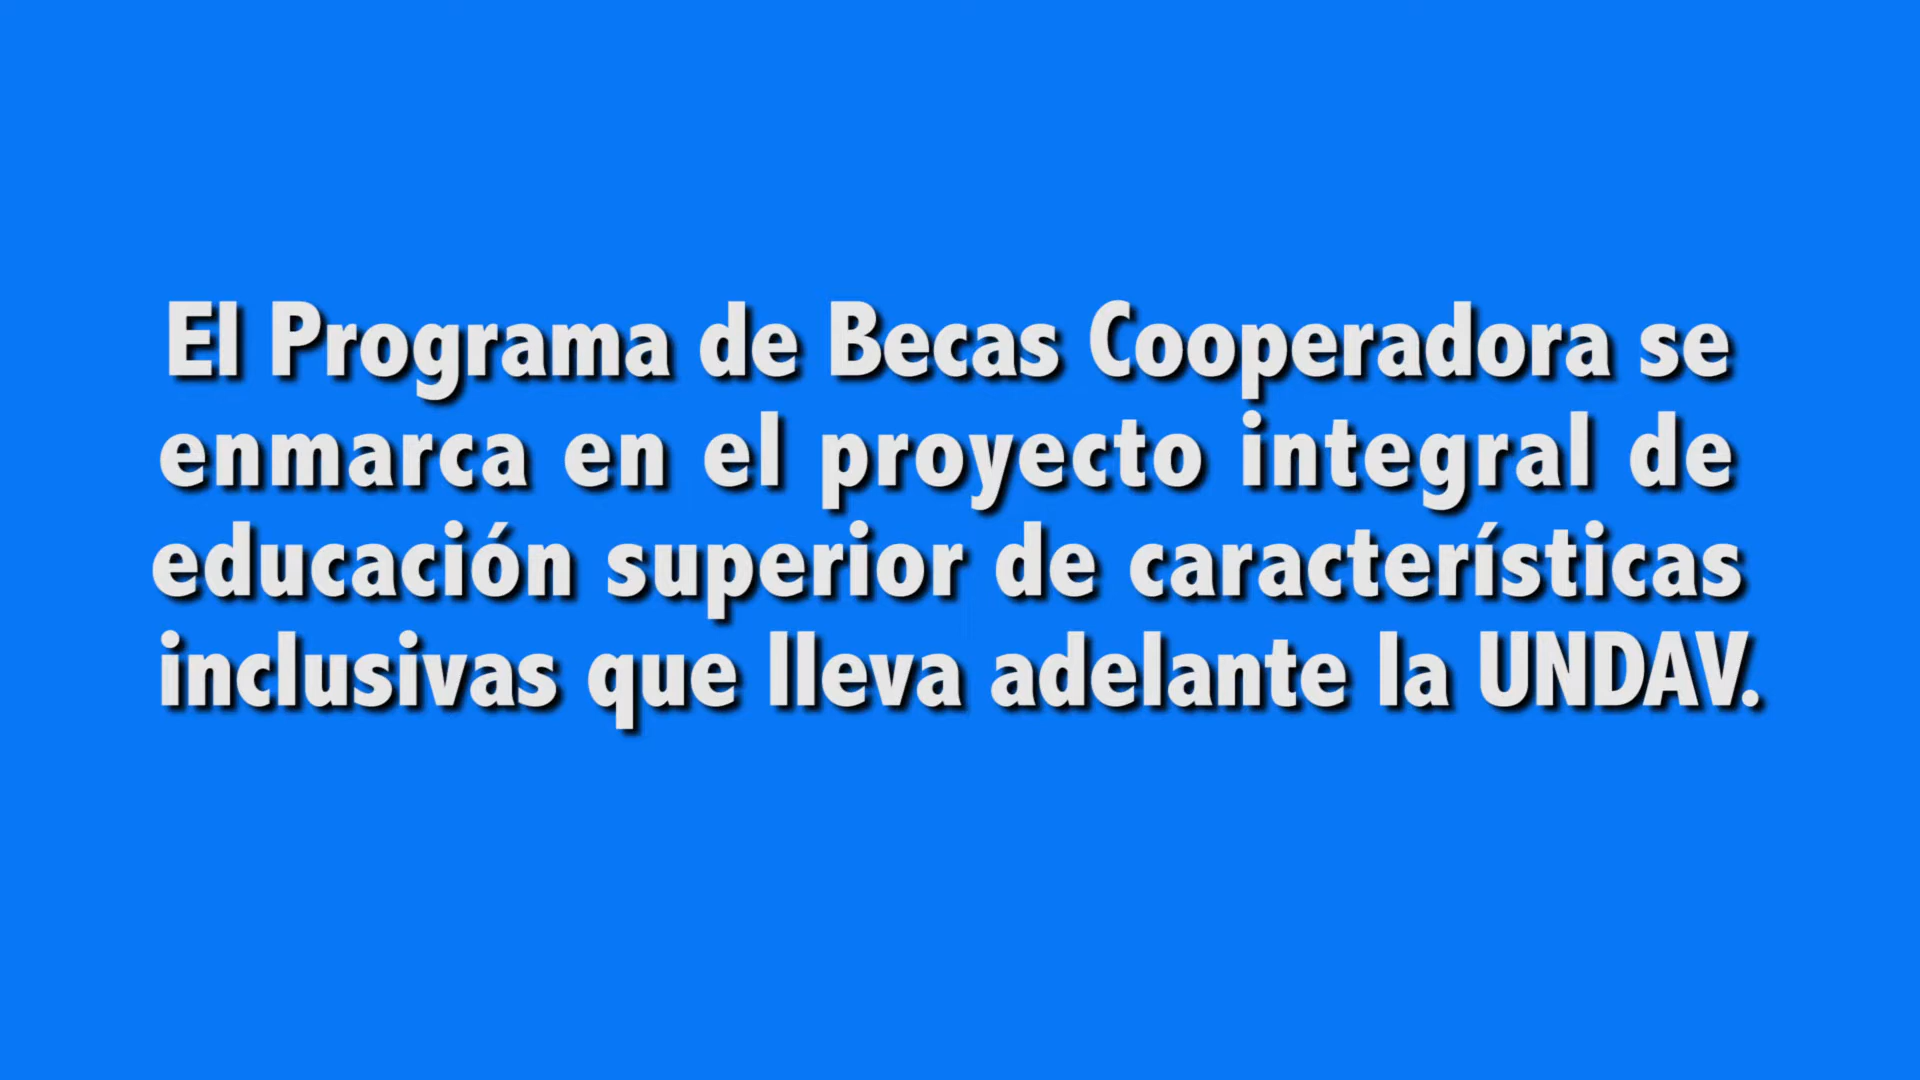 El Programa de Becas Cooperadora se
enmarca en el proyecto integral de
educación superior de características
inclusivas que lleva adelante la UNDAV.